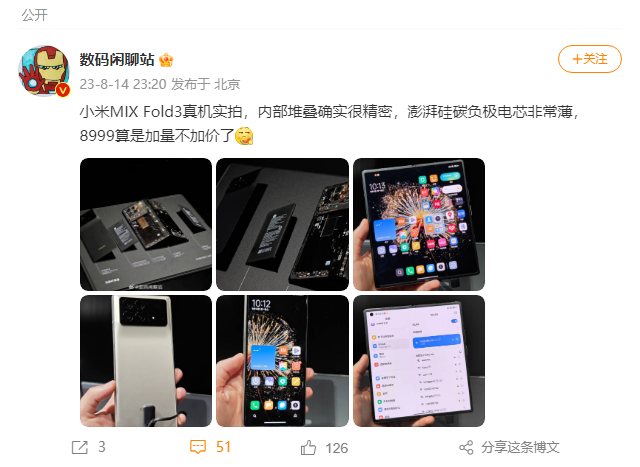 公开
数码闲聊站
+关注
23-8-14 23:20 发布于 北京
小米MIX Fold3真机实拍，内部堆叠确实很精密，澎湃硅碳负极电芯非常薄，
8999算是加量不加价了
10:13
10:12
3
51
126
分享这条博文